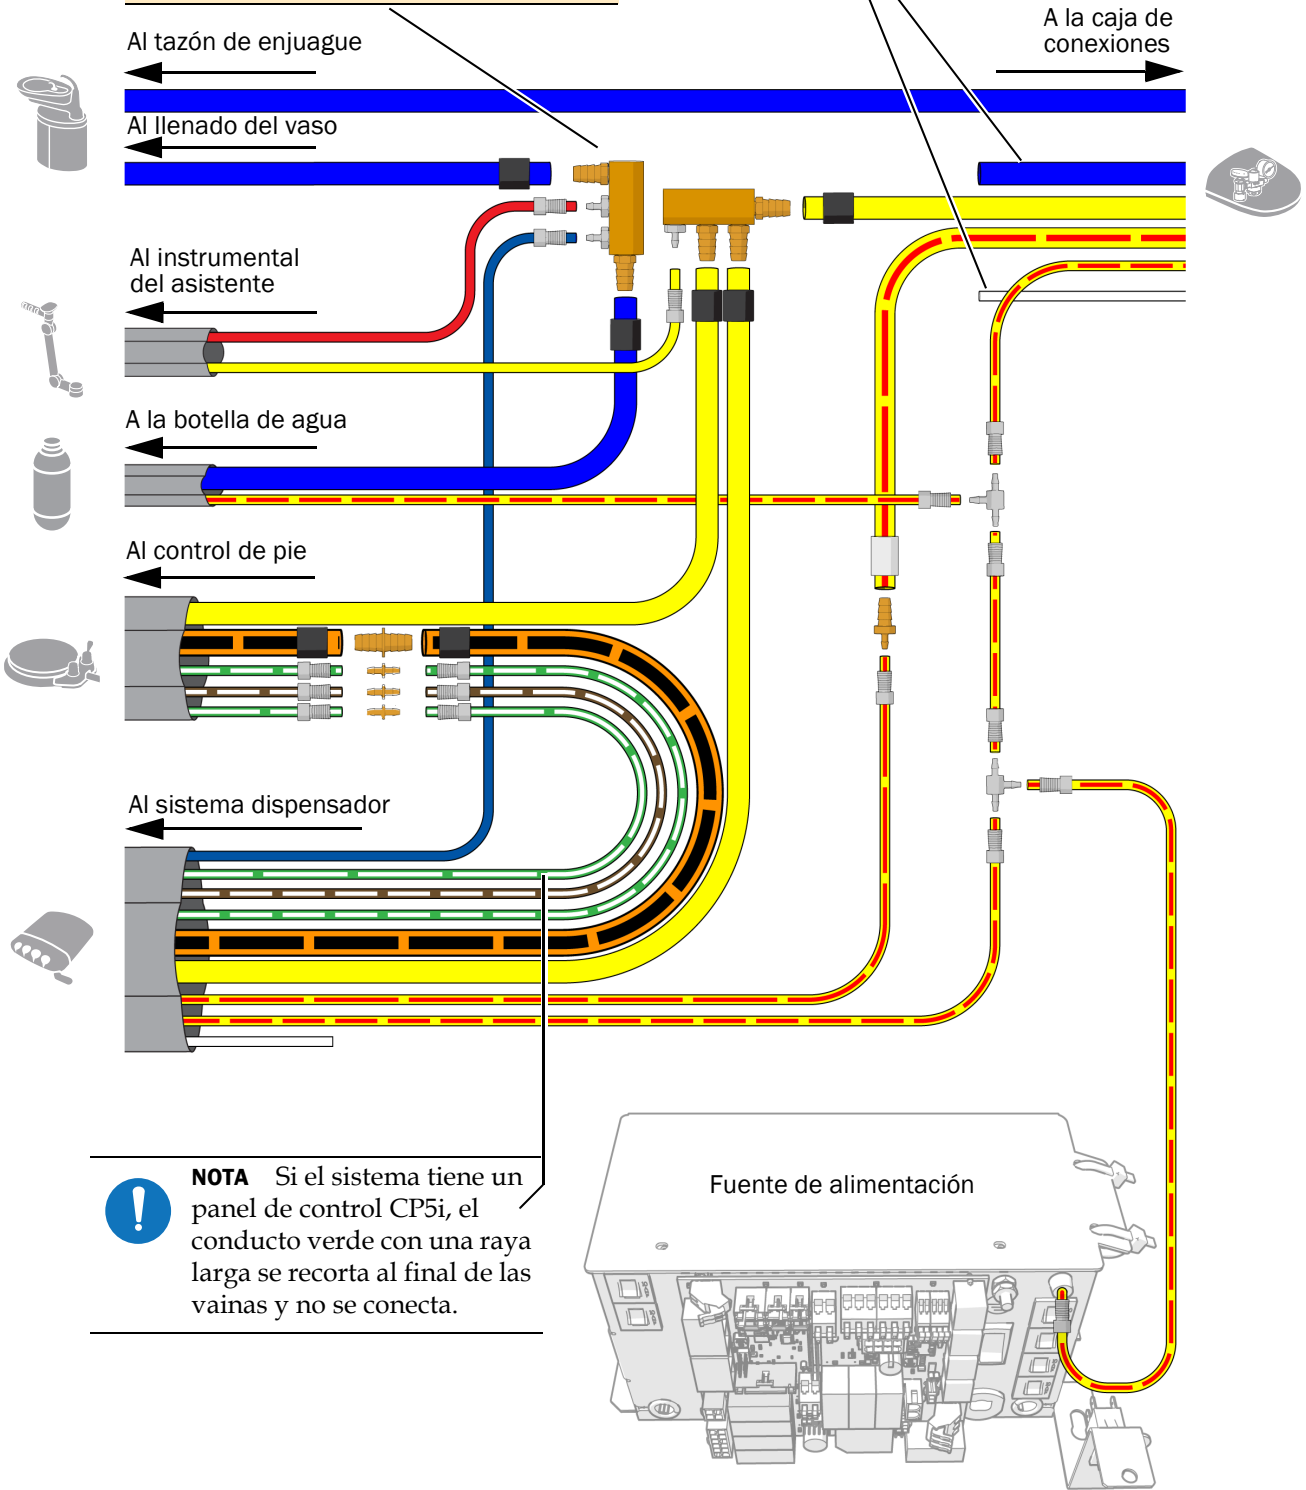 A la caja de
conexiones
Al tazón de enjuague
Al llenado del vaso
Al instrumental
del asistente
A la botella de agua
Al control de pie
Al sistema dispensador
NOTA Si el sistema tiene un
panel de control CP5i, el
conducto verde con una raya
larga se recorta al final de las
vainas y no se conecta.
Fuente de alimentación